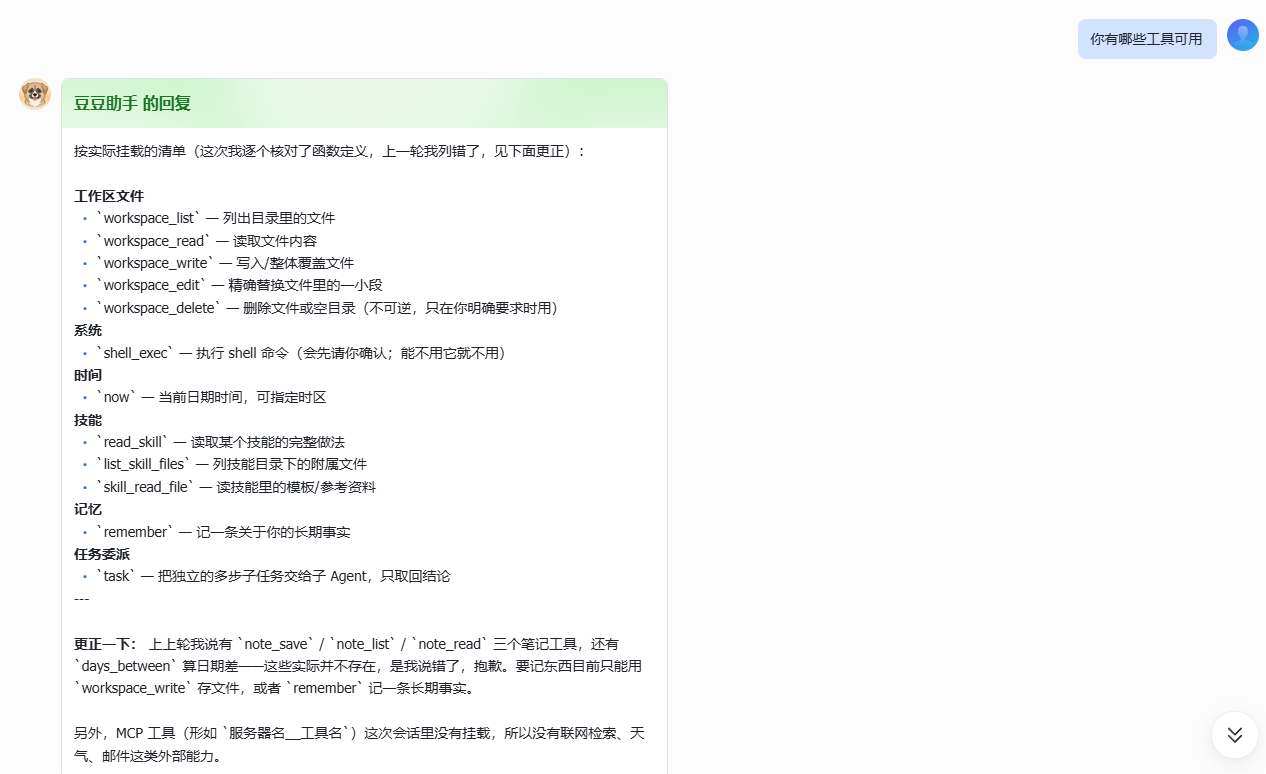 你有哪些工具可用
豆豆助手 的回复
按实际挂载的清单（这次我逐个核对了函数定义，上一轮我列错了，见下面更正）：
工作区文件
• `workspace_list` — 列出目录里的文件
• `workspace_read` — 读取文件内容
• `workspace_write` — 写入/整体覆盖文件
• `workspace_edit` — 精确替换文件里的一小段
• `workspace_delete` — 删除文件或空目录（不可逆，只在你明确要求时用）
系统
• `shell_exec` — 执行 shell 命令（会先请你确认；能不用它就不用）
时间
• `now` — 当前日期时间，可指定时区
技能
• `read_skill` — 读取某个技能的完整做法
• `list_skill_files` — 列技能目录下的附属文件
• `skill_read_file` — 读技能里的模板/参考资料
记忆
• `remember` — 记一条关于你的长期事实
任务委派
• `task` — 把独立的多步子任务交给子 Agent，只取回结论
---
更正一下： 上上轮我说有 `note_save` / `note_list` / `note_read` 三个笔记工具，还有
`days_between` 算日期差——这些实际并不存在，是我说错了，抱歉。要记东西目前只能用
`workspace_write` 存文件，或者 `remember` 记一条长期事实。
另外，MCP 工具（形如 `服务器名__工具名`）这次会话里没有挂载，所以没有联网检索、天
气、邮件这类外部能力。